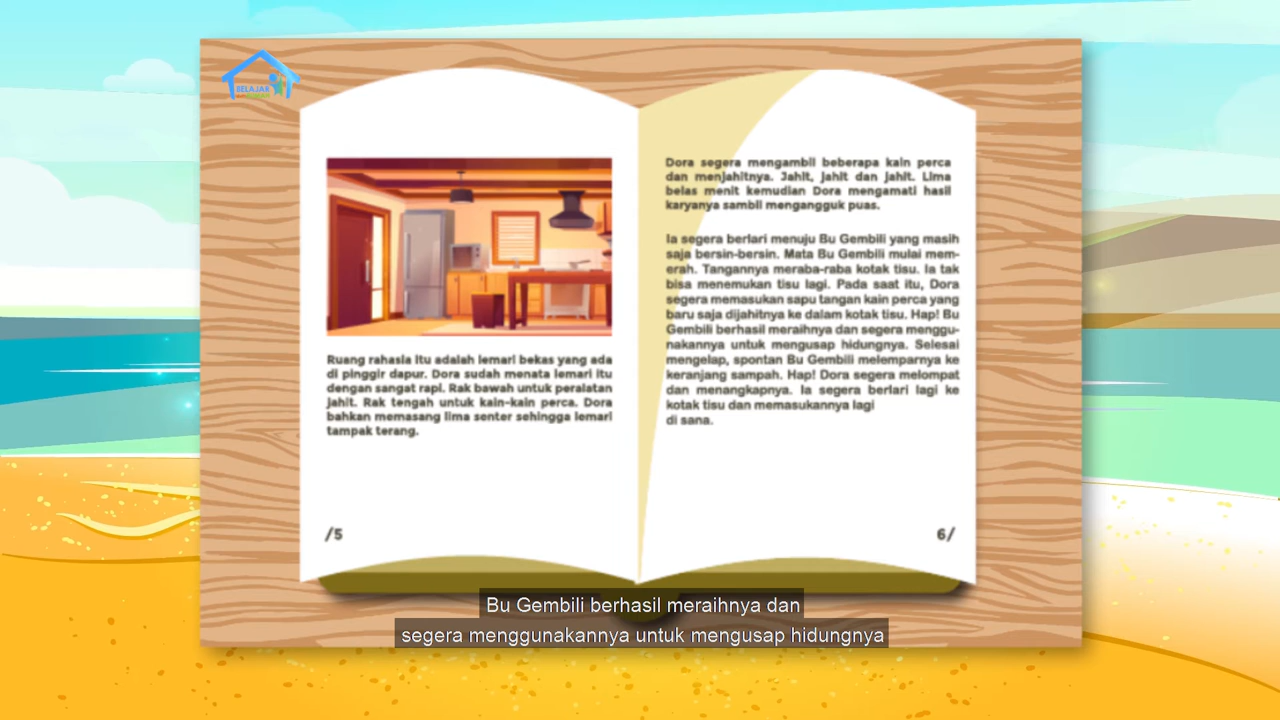 BELAJAR
Ruang rahasia itu adalah lemari bekas yang ada
di pinggir dapur. Dora sudah menata lemari itu
dengan sangat rapi. Rak bawah untuk peralatan
jahit. Rak tengah untuk kain-kain perca. Dora
bahkan memasang lima senter sehingga lemari
tampak terang.
/5
Dora segera mengambil beberapa kain perca
dan menjahitnya. Jahit, jahit dan jahit. Lima
belas menit kemudian Dora mengamati hasil
karyanya sambil mengangguk puas.
Ia segera berlari menuju Bu Gembili yang masih
saja bersin-bersin. Mata Bu Gembili mulai mem-
erah. Tangannya meraba-raba kotak tisu. Ia tak
bisa menemukan tisu lagi. Pada saat itu, Dora
segera memasukan sapu tangan kain perca yang
baru saja dijahitnya ke dalam kotak tisu. Hap! Bu
Gembili berhasil meraihnya dan segera menggu-
nakannya untuk mengusap hidungnya. Selesai
mengelap, spontan Bu Gembili melemparnya ke
keranjang sampah. Hap! Dora segera melompat
dan menangkapnya. Ia segera berlari lagi ke
kotak tisu dan memasukannya lagi
di sana.
6/
Bu Gembili berhasil meraihnya dan
segera menggunakannya untuk mengusap hidungnya